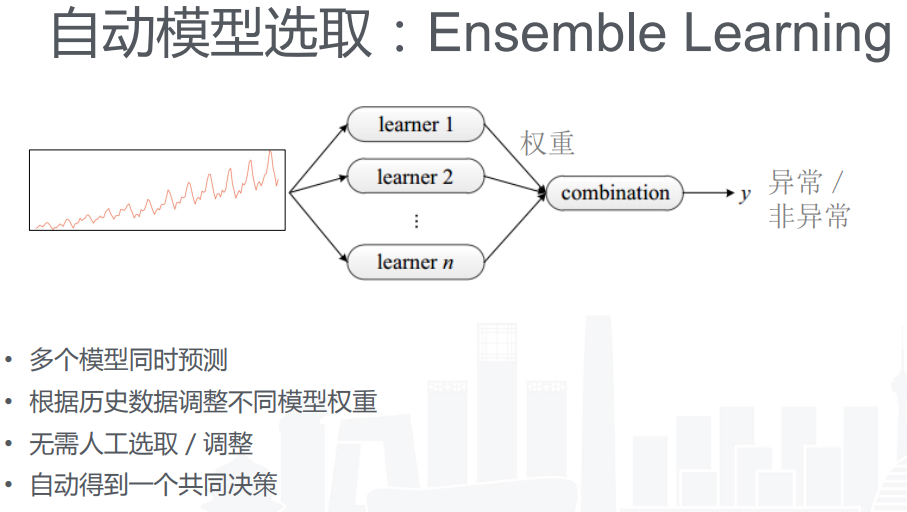 自动模型选取：Ensemble Learning
learner 1
权重
learner 2
combination
y
异常 /
非异常
⋮
learner n
• 多个模型同时预测
• 根据历史数据调整不同模型权重
• 无需人工选取 / 调整
• 自动得到一个共同决策